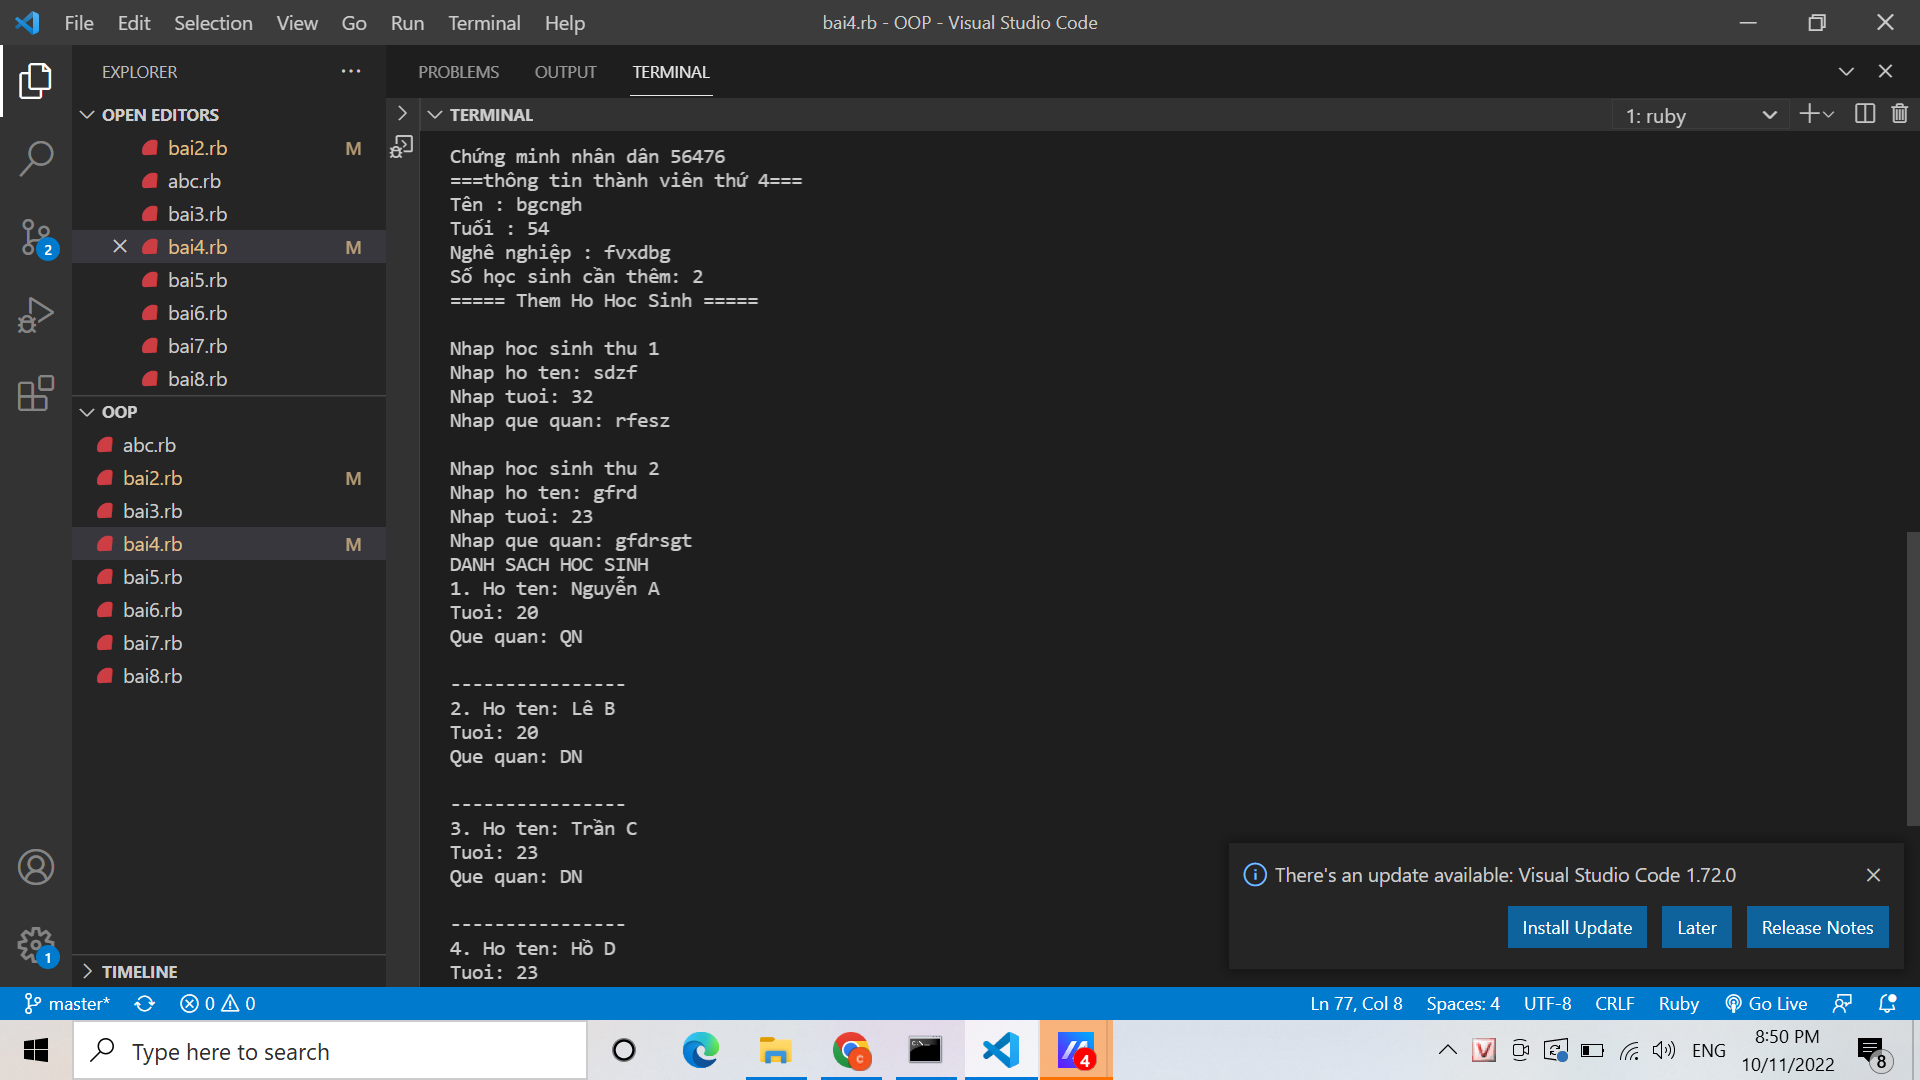 File Edit Selection View Go Run Terminal Help
bai4.rb - OOP - Visual Studio Code
EXPLORER
OPEN EDITORS
bai2.rb M
abc.rb
bai3.rb
bai4.rb M
bai5.rb
bai6.rb
bai7.rb
bai8.rb
OOP
abc.rb
bai2.rb M
bai3.rb
bai4.rb M
bai5.rb
bai6.rb
bai7.rb
bai8.rb
TIMELINE
2
1
PROBLEMS OUTPUT TERMINAL
TERMINAL
1: ruby
Chứng minh nhân dân 56476
===thông tin thành viên thứ 4===
Tên : bgcngh
Tuối : 54
Nghê nghiệp : fvxdbg
Số học sinh cần thêm: 2
===== Them Ho Hoc Sinh =====
Nhap hoc sinh thu 1
Nhap ho ten: sdzf
Nhap tuoi: 32
Nhap que quan: rfesz
Nhap hoc sinh thu 2
Nhap ho ten: gfrd
Nhap tuoi: 23
Nhap que quan: gfdrsgt
DANH SACH HOC SINH
1. Ho ten: Nguyễn A
Tuoi: 20
Que quan: QN
----------------
2. Ho ten: Lê B
Tuoi: 20
Que quan: DN
----------------
3. Ho ten: Trần C
Tuoi: 23
Que quan: DN
----------------
4. Ho ten: Hồ D
Tuoi: 23
There's an update available: Visual Studio Code 1.72.0
Install Update Later Release Notes
master* 0 0
Ln 77, Col 8 Spaces: 4 UTF-8 CRLF Ruby Go Live
Type here to search
C
4
V
ENG
8:50 PM
10/11/2022
8